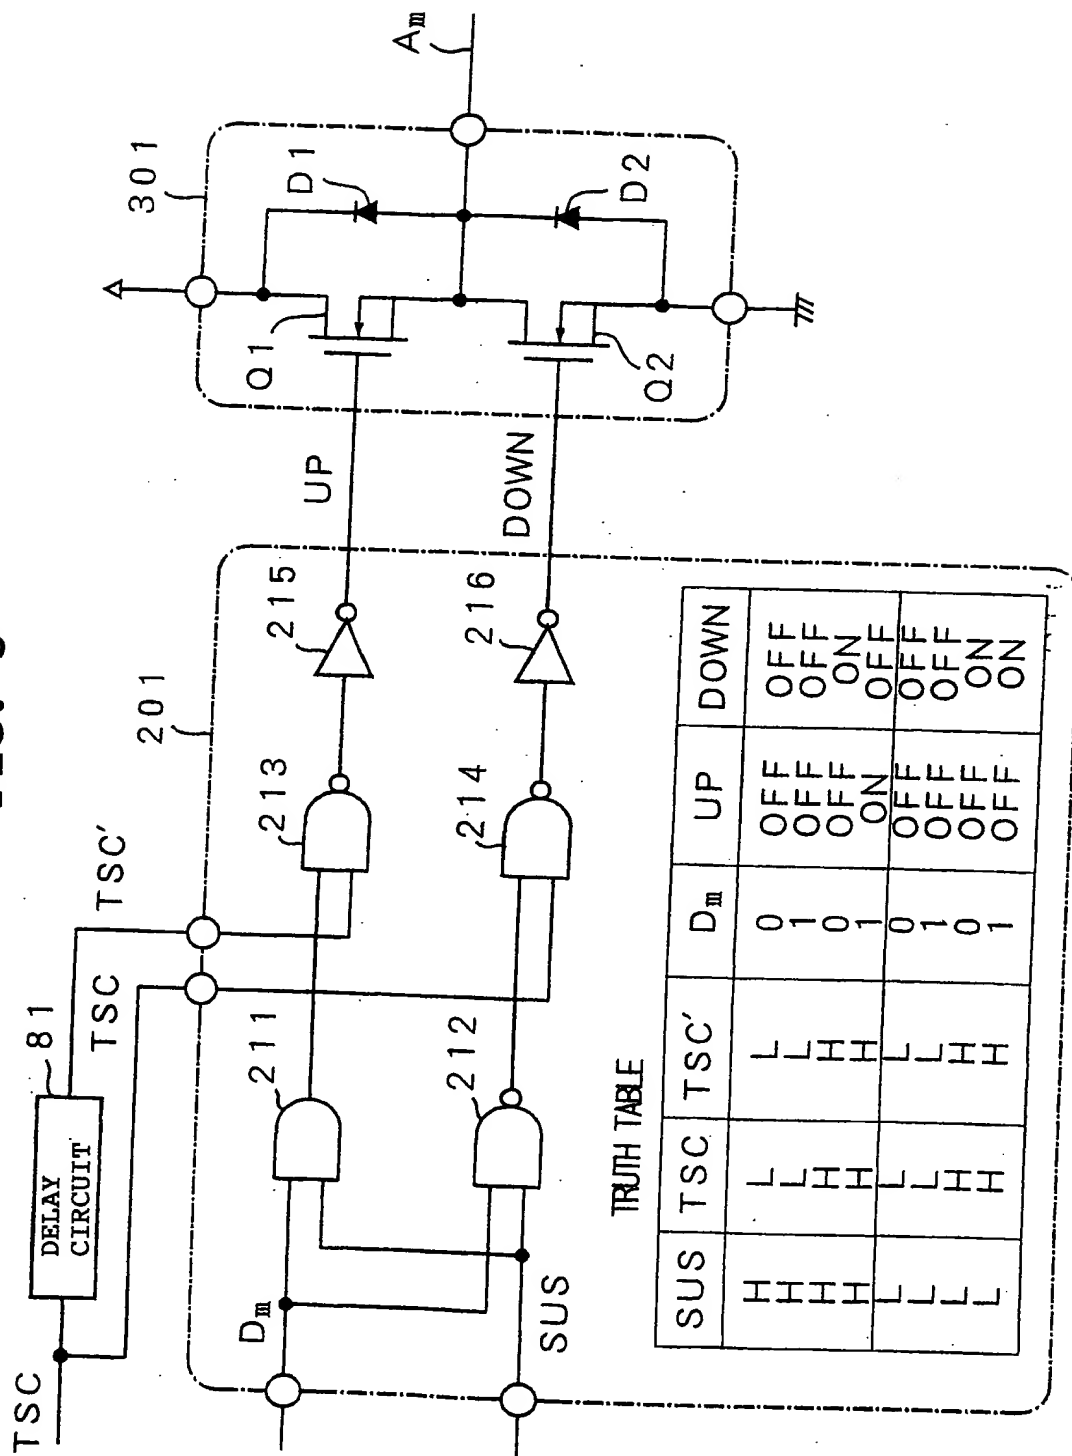 TSC
DELAY
CIRCUIT
81
TSC
TSC'
201
301
Dm
SUS
211
212
213
214
215
216
UP
DOWN
Q1
Q2
D1
D2
Am
TRUTH TABLE
SUS TSC TSC' Dm UP DOWN
H L L 0 OFF OFF
H L L 1 OFF OFF
H H H 0 OFF ON
H H H 1 ON OFF
L L L 0 OFF OFF
L L L 1 OFF OFF
L H H 0 OFF ON
L H H 1 OFF ON